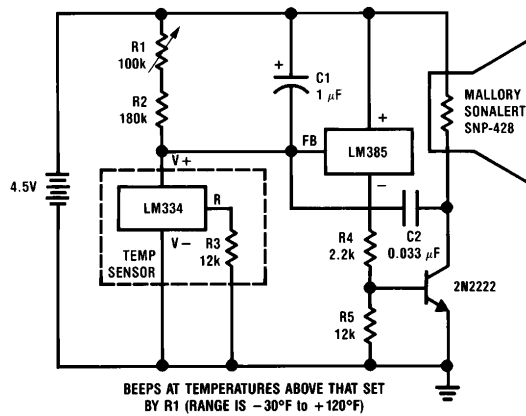 R1
100k
R2
180k
+
C1
1 μF
MALLORY
SONALERT
SNP-428
FB
+
LM385
−
V+
4.5V
LM334
R
V−
R3
12k
TEMP
SENSOR
R4
2.2k
C2
0.033 μF
2N2222
R5
12k
BEEPS AT TEMPERATURES ABOVE THAT SET
BY R1 (RANGE IS −30°F to +120°F)